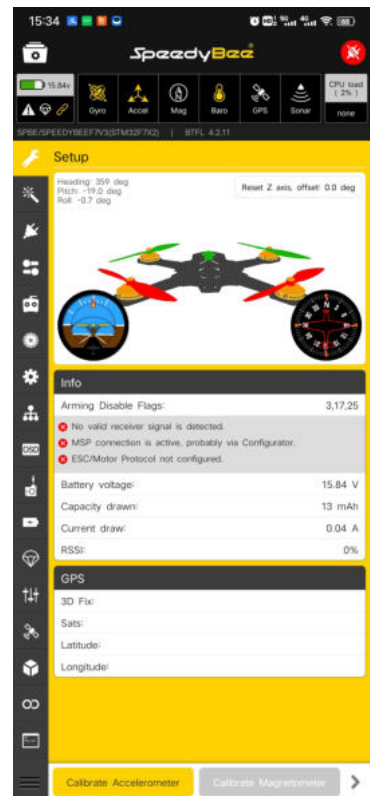 15:34
5G
4G
SpeedyBee
15.84v
Gyro
Accel
Mag
Baro
GPS
Sonar
CPU load
( 2% )
none
SPBE/SPEEDYBEEF7V3(STM32F7X2) | BTFL 4.2.11
Setup
Heading: 359 deg
Pitch: -19.0 deg
Roll: -0.7 deg
Reset Z axis, offset: 0.0 deg
N
Info
Arming Disable Flags: 3,17,25
No valid receiver signal is detected.
MSP connection is active, probably via Configurator.
ESC/Motor Protocol not configured.
OSD
Battery voltage: 15.84 V
Capacity drawn: 13 mAh
Current draw: 0.04 A
RSSI: 0%
GPS
3D Fix:
Sats:
Latitude:
Longitude:
Calibrate Accelerometer
Calibrate Magnetometer